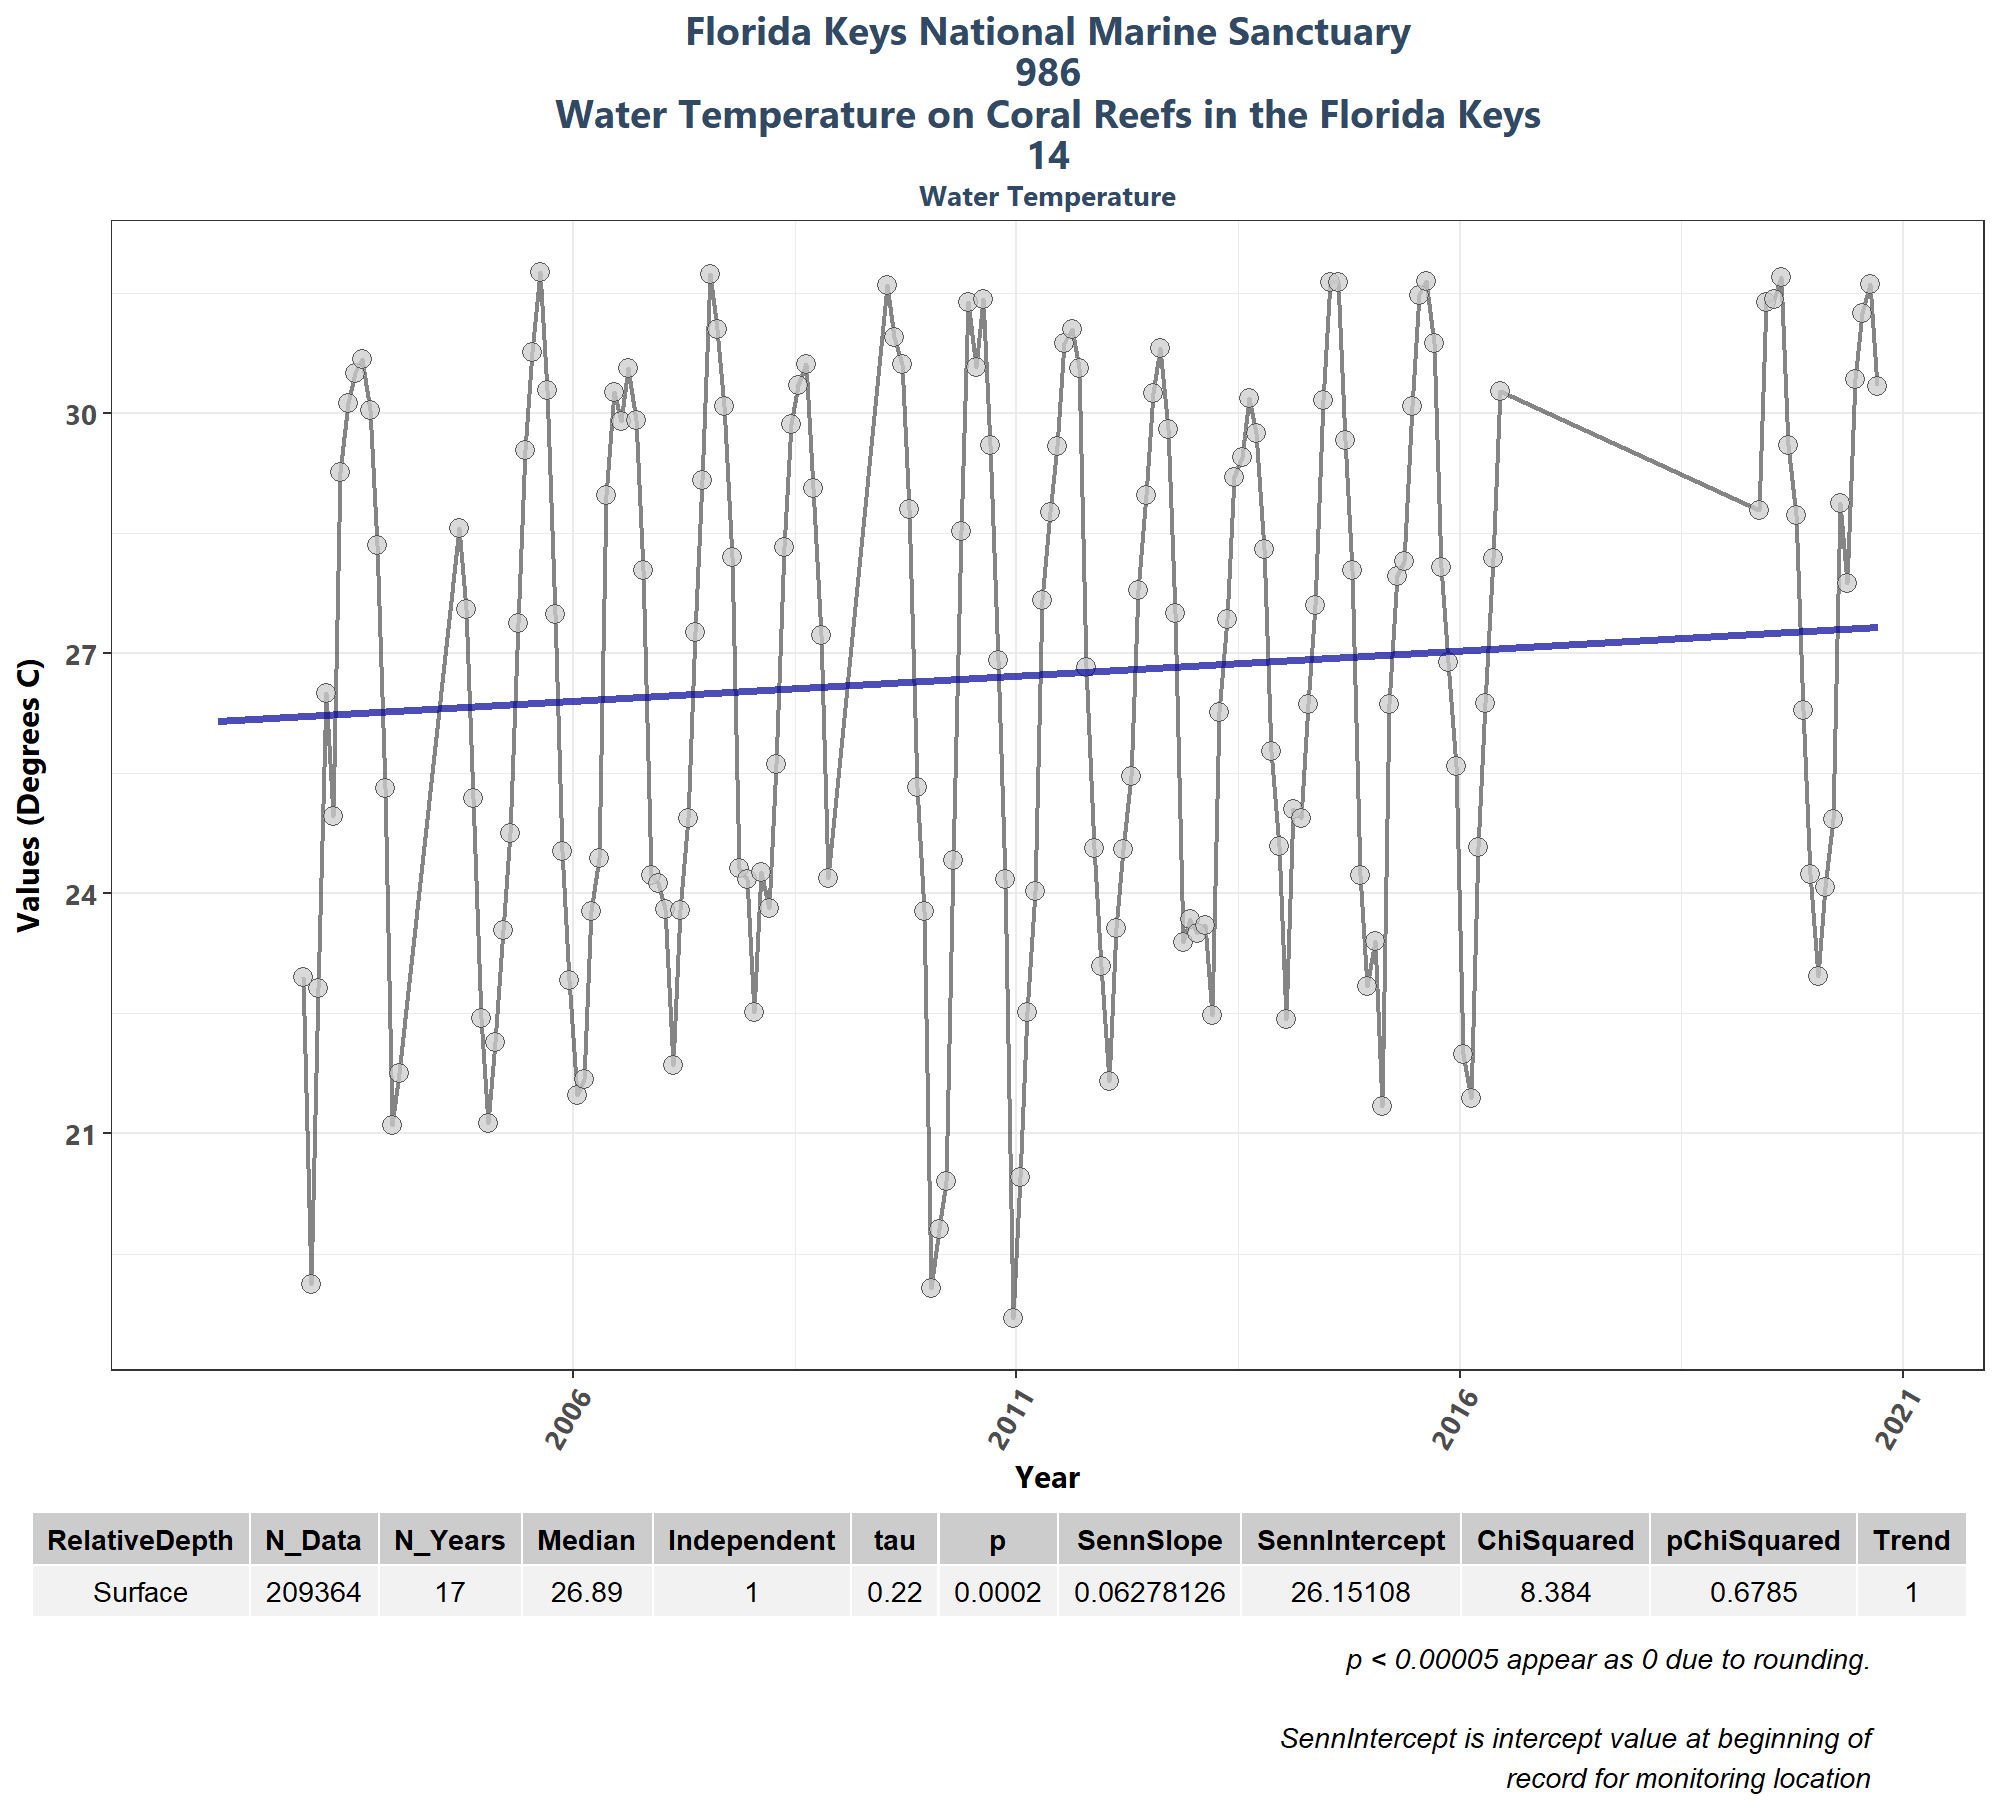 Florida Keys National Marine Sanctuary
986
Water Temperature on Coral Reefs in the Florida Keys
14
Water Temperature
Values (Degrees C)
30
27
24
21
2006 2011 2016 2021
Year
RelativeDepth N_Data N_Years Median Independent tau p SennSlope SennIntercept ChiSquared pChiSquared Trend
Surface 209364 17 26.89 1 0.22 0.0002 0.06278126 26.15108 8.384 0.6785 1
p < 0.00005 appear as 0 due to rounding.
SennIntercept is intercept value at beginning of
record for monitoring location